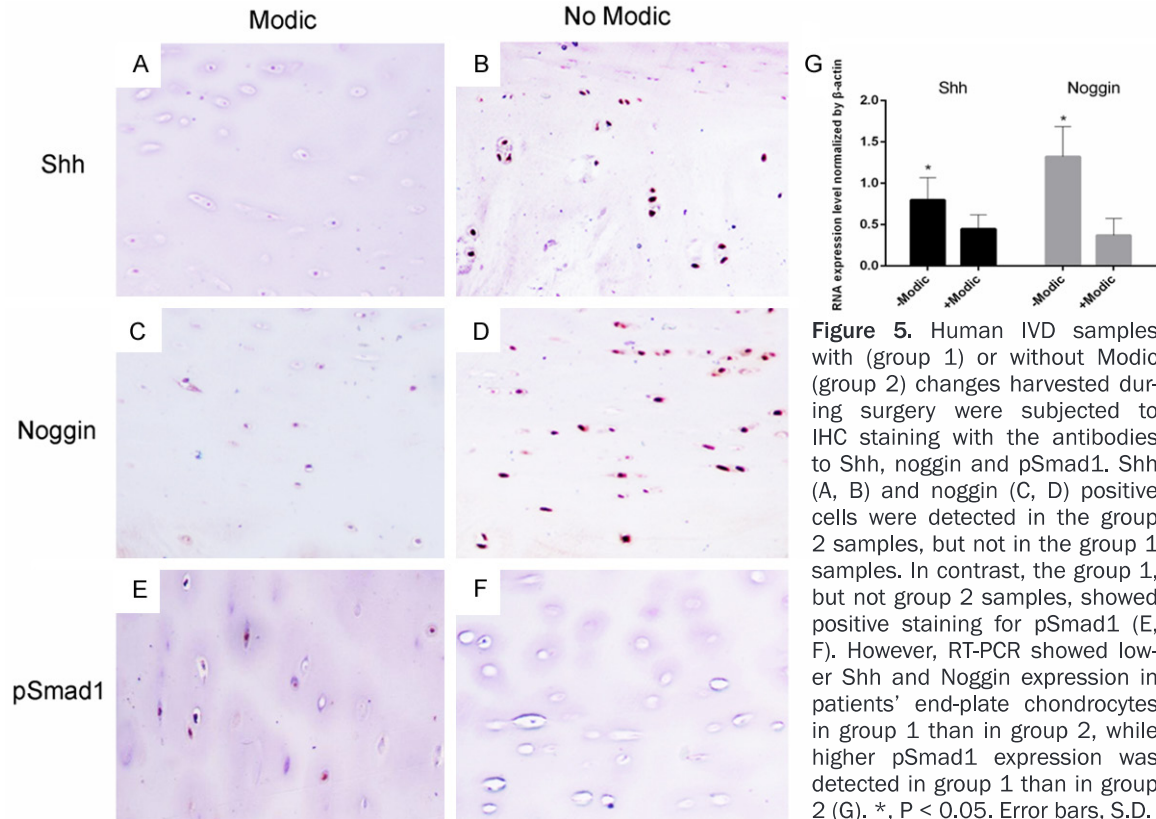 Modic
No Modic
A
B
Shh
C
D
Noggin
E
F
pSmad1
G
Shh
Noggin
RNA expression level normalized by β-actin
2.0
1.5
1.0
0.5
0.0
*
*
-Modic
+Modic
-Modic
+Modic
Figure 5. Human IVD samples
with (group 1) or without Modic
(group 2) changes harvested dur-
ing surgery were subjected to
IHC staining with the antibodies
to Shh, noggin and pSmad1. Shh
(A, B) and noggin (C, D) positive
cells were detected in the group
2 samples, but not in the group 1
samples. In contrast, the group 1,
but not group 2 samples, showed
positive staining for pSmad1 (E,
F). However, RT-PCR showed low-
er Shh and Noggin expression in
patients' end-plate chondrocytes
in group 1 than in group 2, while
higher pSmad1 expression was
detected in group 1 than in group
2 (G). *, P < 0.05. Error bars, S.D.